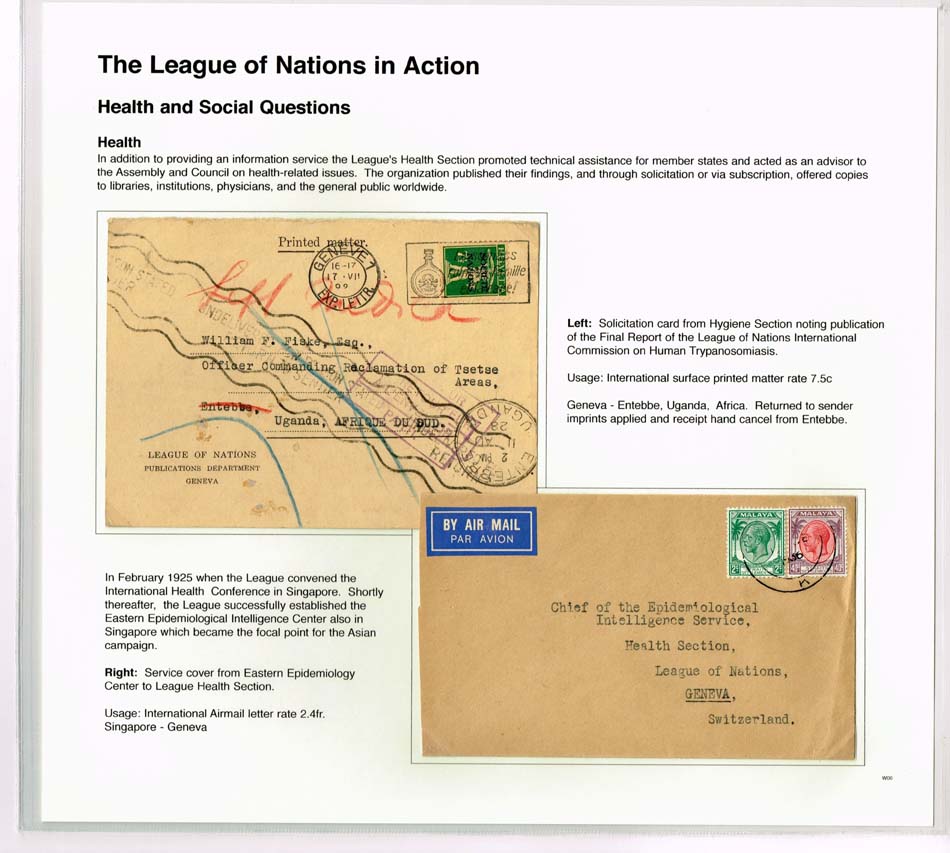 The League of Nations in Action
Health and Social Questions
Health
In addition to providing an information service the League's Health Section promoted technical assistance for member states and acted as an advisor to
the Assembly and Council on health-related issues. The organization published their findings, and through solicitation or via subscription, offered copies
to libraries, institutions, physicians, and the general public worldwide.
Printed matter.
GENEVE 1
16-17
17 . VII
EXP. LETTR.
William F. Fiske, Esq.,
Officer Commanding Reclamation of Tsetse
Areas,
Entebbe,
Uganda, AFRIQUE DU SUD.
LEAGUE OF NATIONS
PUBLICATIONS DEPARTMENT
GENEVA
UGANDA
Left: Solicitation card from Hygiene Section noting publication
of the Final Report of the League of Nations International
Commission on Human Trypanosomiasis.
Usage: International surface printed matter rate 7.5c
Geneva - Entebbe, Uganda, Africa. Returned to sender
imprints applied and receipt hand cancel from Entebbe.
BY AIR MAIL
PAR AVION
MALAYA
MALAYA
Chief of the Epidemiological
Intelligence Service,
Health Section,
League of Nations,
GENEVA,
Switzerland.
In February 1925 when the League convened the
International Health Conference in Singapore. Shortly
thereafter, the League successfully established the
Eastern Epidemiological Intelligence Center also in
Singapore which became the focal point for the Asian
campaign.
Right: Service cover from Eastern Epidemiology
Center to League Health Section.
Usage: International Airmail letter rate 2.4fr.
Singapore - Geneva